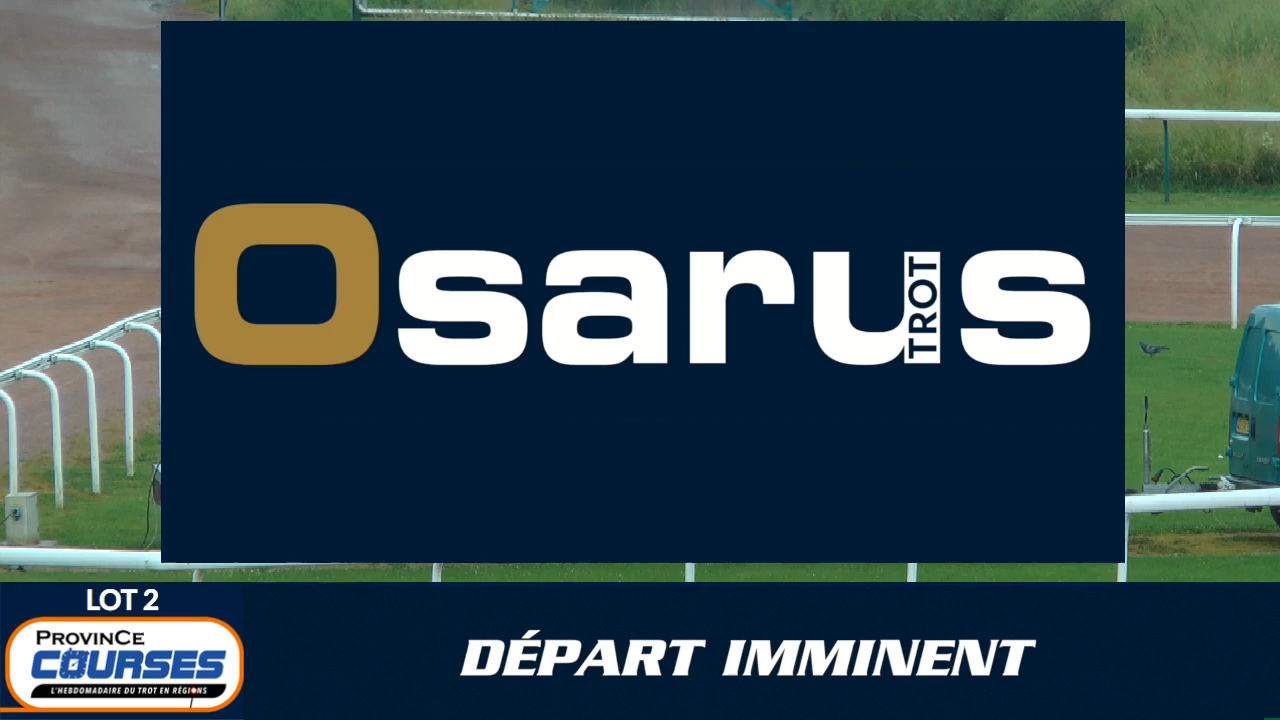 Osarus
TROT
LOT 2
PROVINCE
COURSES
L'HEBDOMADAIRE DU TROT EN RÉGIONS
DÉPART IMMINENT